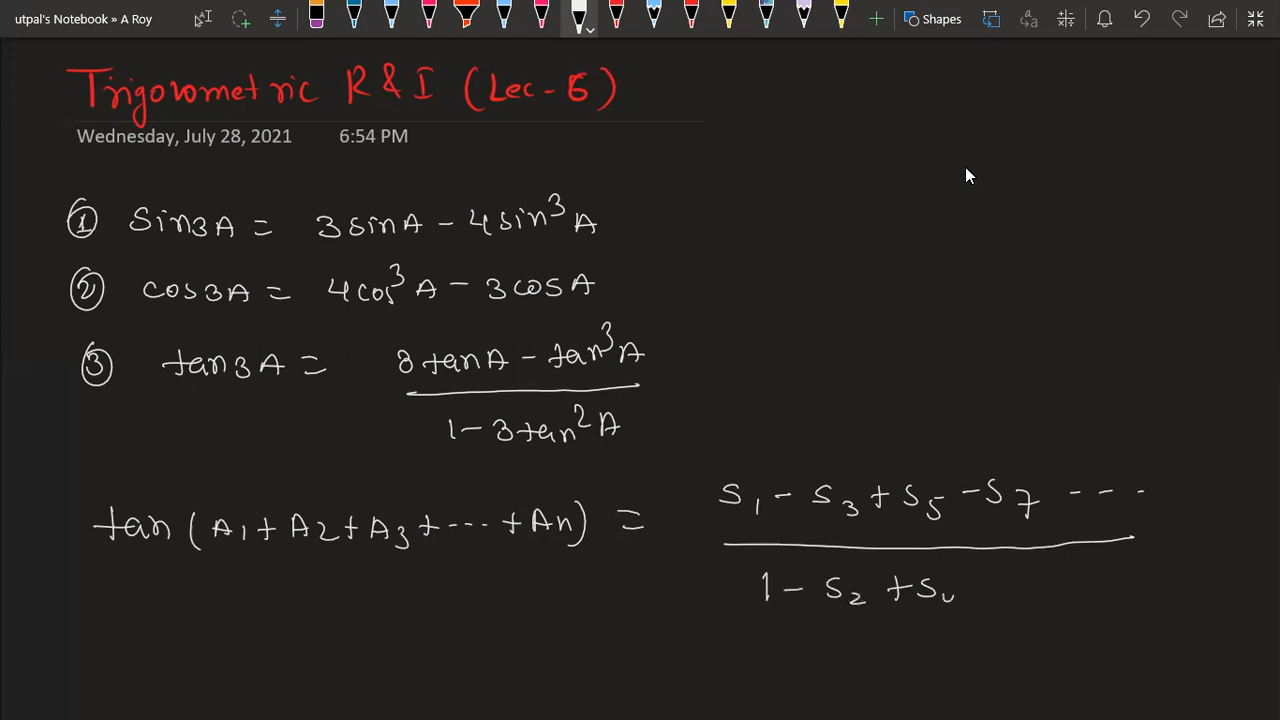 utpal's Notebook » A Roy
Shapes
Trigonometric R & I (Lec - 6)
Wednesday, July 28, 2021 6:54 PM
① Sin3A = 3sinA - 4sin³A
② cos3A = 4cos³A - 3cosA
③ tan3A = 3tanA - tan³A
1 - 3tan²A
tan(A₁ + A₂ + A₃ + ... + An) = S₁ - S₃ + S₅ - S₇ ----
1 - S₂ + S